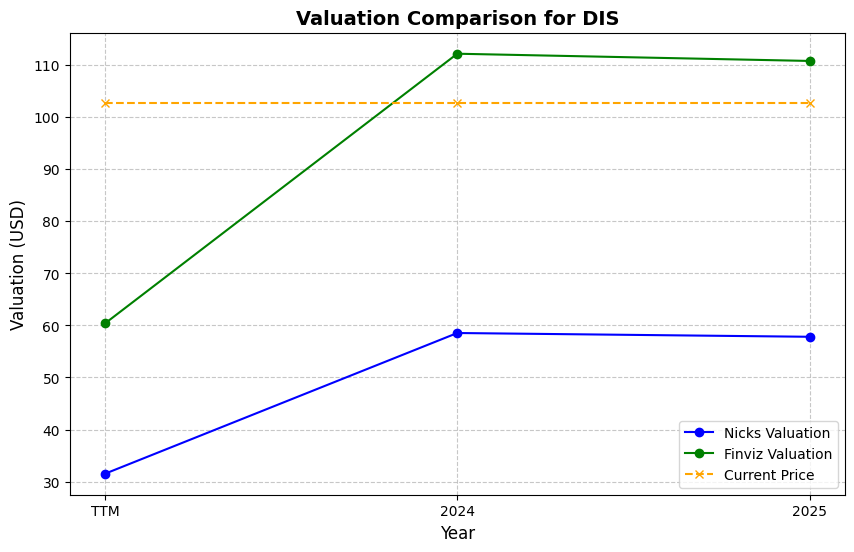 Valuation Comparison for DIS
Valuation (USD)
110
100
90
80
70
60
50
40
30
TTM
2024
2025
Year
Nicks Valuation
Finviz Valuation
Current Price